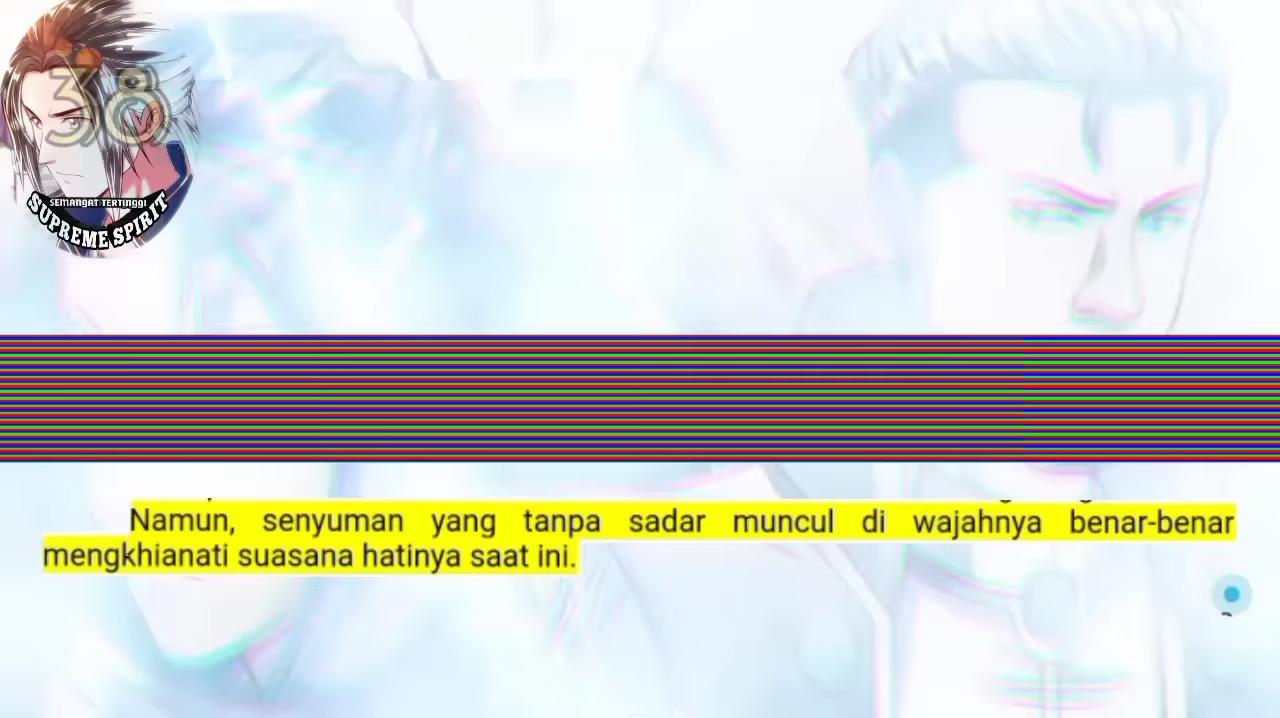 38
SEMANGAT TERTINGGI
SUPREME SPIRIT
Namun, senyuman yang tanpa sadar muncul di wajahnya benar-benar
mengkhianati suasana hatinya saat ini.